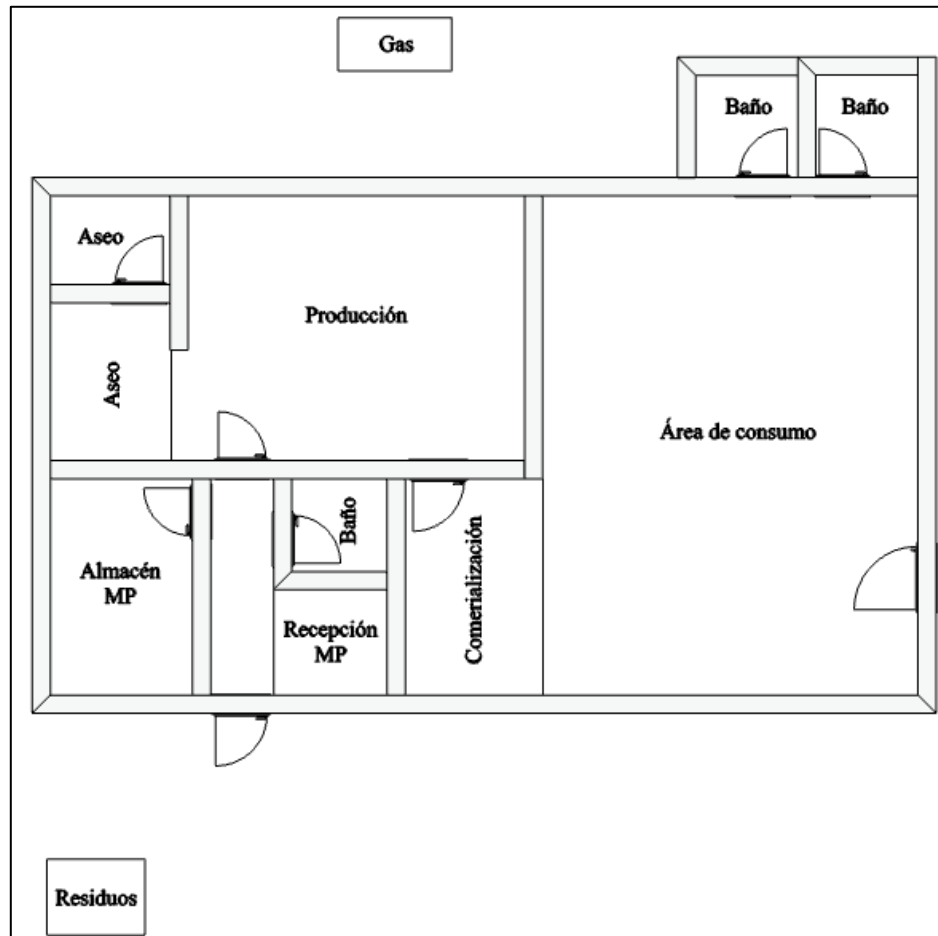 Gas
Baño
Baño
Aseo
Producción
Aseo
Área de consumo
Baño
Almacén
MP
Comerialización
Recepción
MP
Residuos